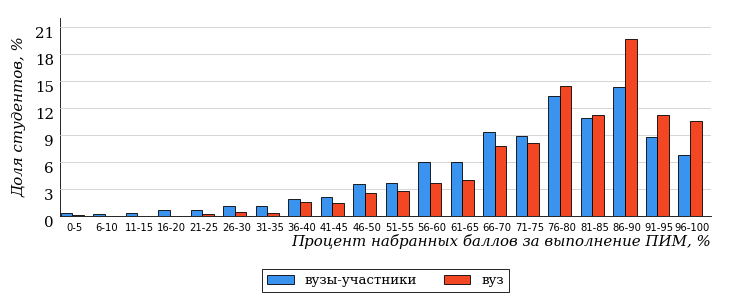 Доля студентов, %
21
18
15
12
9
6
3
0
0-5 6-10 11-15 16-20 21-25 26-30 31-35 36-40 41-45 46-50 51-55 56-60 61-65 66-70 71-75 76-80 81-85 86-90 91-95 96-100
Процент набранных баллов за выполнение ПИМ, %
вузы-участники вуз